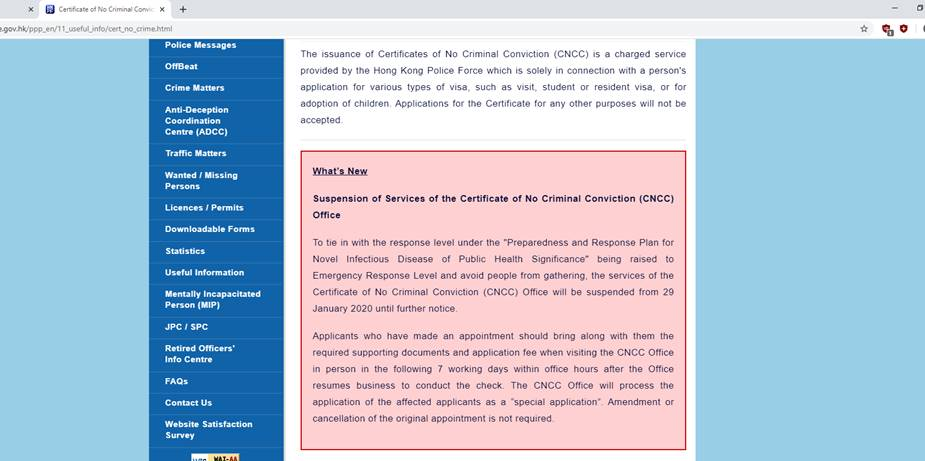 Certificate of No Criminal Convic
e.gov.hk/ppp_en/11_useful_info/cert_no_crime.html
Police Messages
OffBeat
Crime Matters
Anti-Deception
Coordination
Centre (ADCC)
Traffic Matters
Wanted / Missing
Persons
Licences / Permits
Downloadable Forms
Statistics
Useful Information
Mentally Incapacitated
Person (MIP)
JPC / SPC
Retired Officers'
Info Centre
FAQs
Contact Us
Website Satisfaction
Survey
WAI-AA
The issuance of Certificates of No Criminal Conviction (CNCC) is a charged service
provided by the Hong Kong Police Force which is solely in connection with a person's
application for various types of visa, such as visit, student or resident visa, or for
adoption of children. Applications for the Certificate for any other purposes will not be
accepted.
What's New
Suspension of Services of the Certificate of No Criminal Conviction (CNCC)
Office
To tie in with the response level under the "Preparedness and Response Plan for
Novel Infectious Disease of Public Health Significance" being raised to
Emergency Response Level and avoid people from gathering, the services of the
Certificate of No Criminal Conviction (CNCC) Office will be suspended from 29
January 2020 until further notice.
Applicants who have made an appointment should bring along with them the
required supporting documents and application fee when visiting the CNCC Office
in person in the following 7 working days within office hours after the Office
resumes business to conduct the check. The CNCC Office will process the
application of the affected applicants as a "special application". Amendment or
cancellation of the original appointment is not required.